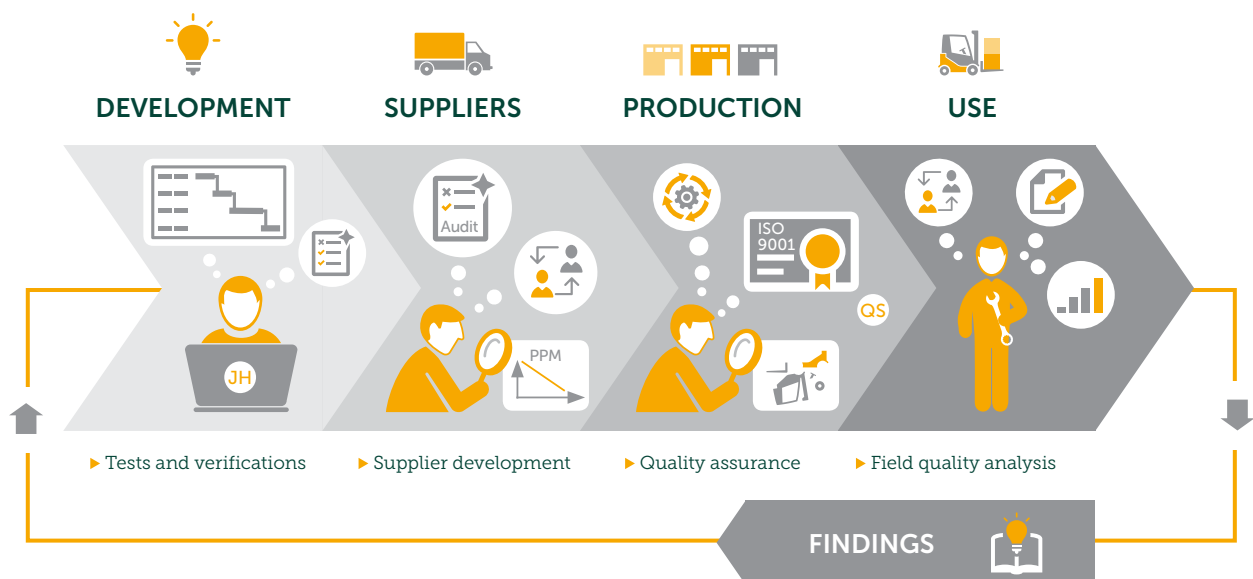 DEVELOPMENT
SUPPLIERS
PRODUCTION
USE
Audit
ISO
9001
QS
JH
PPM
Tests and verifications
Supplier development
Quality assurance
Field quality analysis
FINDINGS